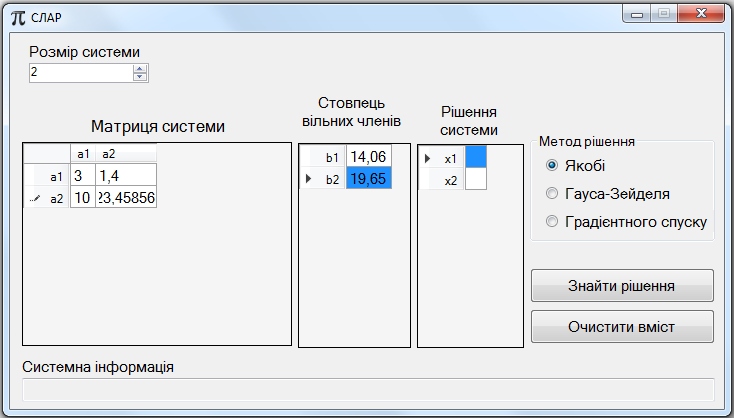 СЛАР
Розмір системи
2
Матриця системи
Стовпець
вільних членів
Рішення
системи
a1 a2
a1 3 1,4
a2 10 23,45856
b1 14,06
b2 19,65
x1
x2
Метод рішення
Якобі
Гауса-Зейделя
Градієнтного спуску
Знайти рішення
Очистити вміст
Системна інформація